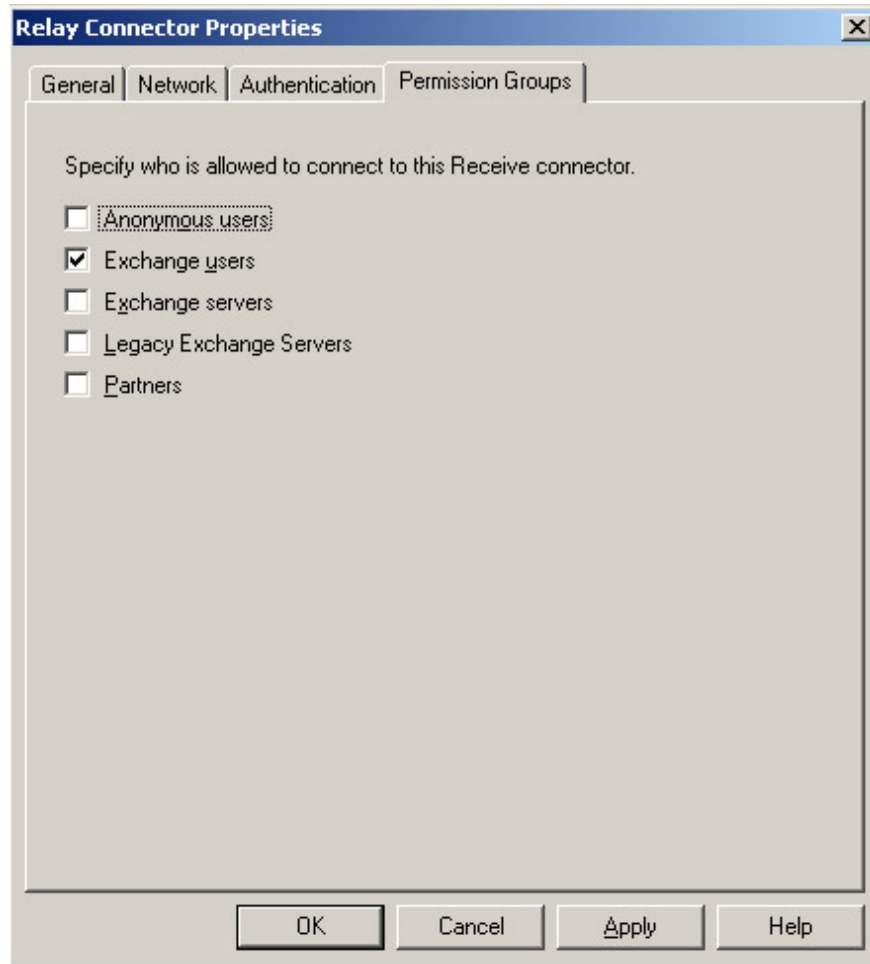 Relay Connector Properties
General Network Authentication Permission Groups
Specify who is allowed to connect to this Receive connector.
Anonymous users
Exchange users
Exchange servers
Legacy Exchange Servers
Partners
OK Cancel Apply Help